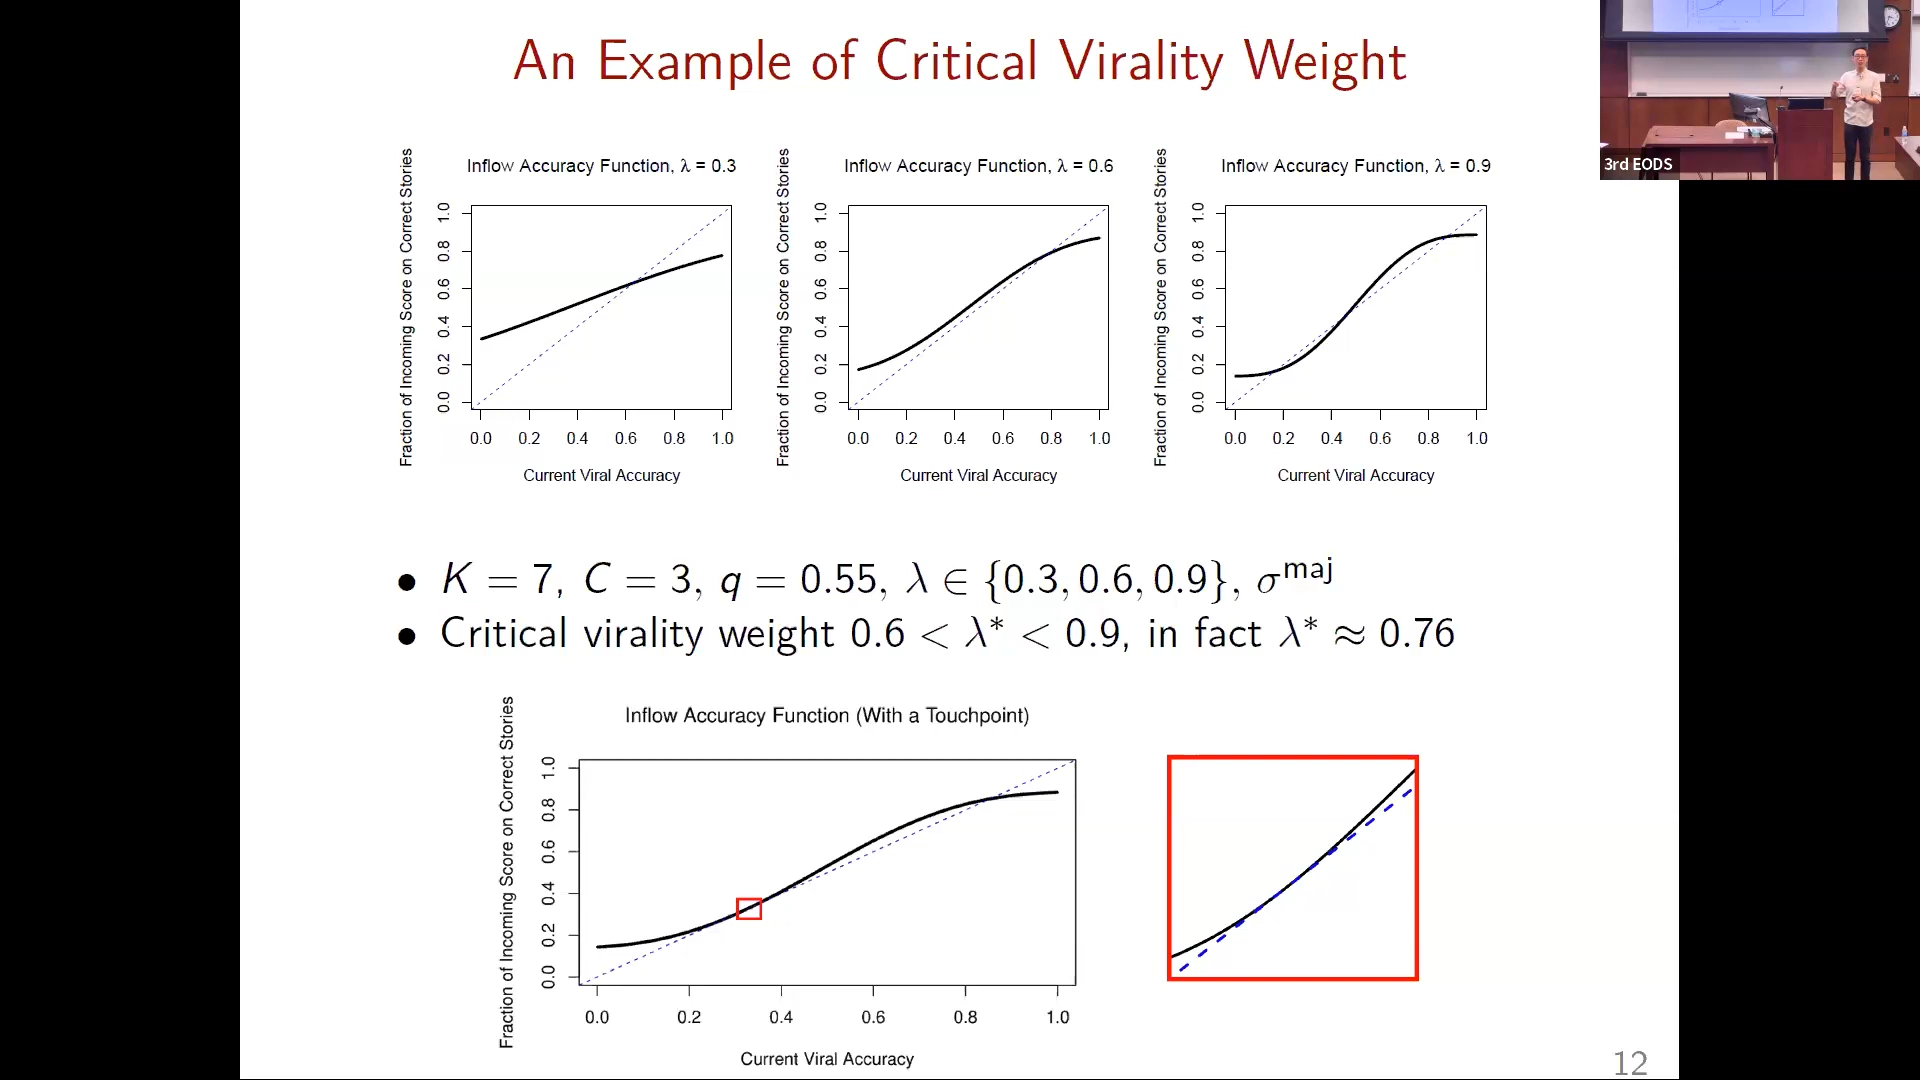 An Example of Critical Virality Weight
3rd EODS
Inflow Accuracy Function, λ = 0.3
Fraction of Incoming Score on Correct Stories
1.0
0.8
0.6
0.4
0.2
0.0
0.0 0.2 0.4 0.6 0.8 1.0
Current Viral Accuracy
Inflow Accuracy Function, λ = 0.6
Fraction of Incoming Score on Correct Stories
1.0
0.8
0.6
0.4
0.2
0.0
0.0 0.2 0.4 0.6 0.8 1.0
Current Viral Accuracy
Inflow Accuracy Function, λ = 0.9
Fraction of Incoming Score on Correct Stories
1.0
0.8
0.6
0.4
0.2
0.0
0.0 0.2 0.4 0.6 0.8 1.0
Current Viral Accuracy
• K = 7, C = 3, q = 0.55, λ ∈ {0.3, 0.6, 0.9}, σ^maj
• Critical virality weight 0.6 < λ* < 0.9, in fact λ* ≈ 0.76
Inflow Accuracy Function (With a Touchpoint)
Fraction of Incoming Score on Correct Stories
1.0
0.8
0.6
0.4
0.2
0.0
0.0 0.2 0.4 0.6 0.8 1.0
Current Viral Accuracy
12